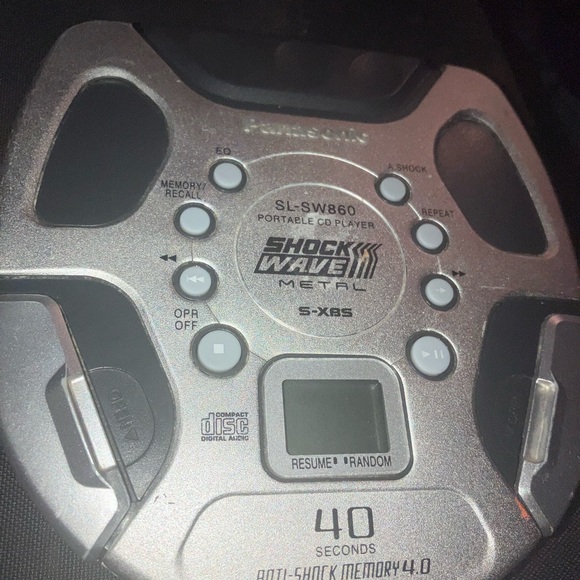 Panasonic
EQ
A.SHOCK
MEMORY/
RECALL
SL-SW860
PORTABLE CD PLAYER
REPEAT
SHOCK
WAVE
METAL
S-XBS
OPR
OFF
COMPACT
disc
DIGITAL AUDIO
RESUME RANDOM
40
SECONDS
ANTI-SHOCK MEMORY 4.0